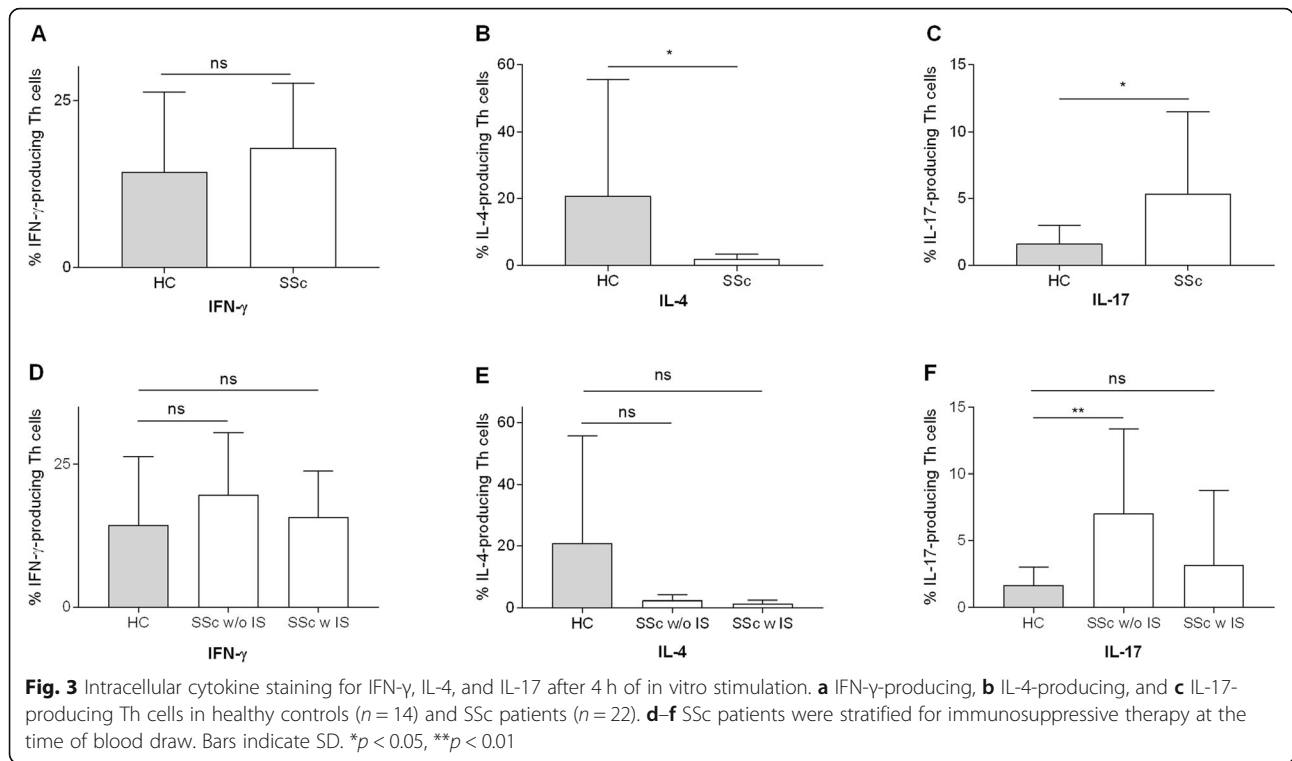 A
% IFN-γ-producing Th cells
25
0
ns
HC
SSc
IFN-γ
B
% IL-4-producing Th cells
60
40
20
0
*
HC
SSc
IL-4
C
% IL-17-producing Th cells
15
10
5
0
*
HC
SSc
IL-17
D
% IFN-γ-producing Th cells
25
0
ns
ns
HC
SSc w/o IS
SSc w IS
IFN-γ
E
% IL-4-producing Th cells
60
40
20
0
ns
ns
HC
SSc w/o IS
SSc w IS
IL-4
F
% IL-17-producing Th cells
15
10
5
0
ns
**
HC
SSc w/o IS
SSc w IS
IL-17
Fig. 3 Intracellular cytokine staining for IFN-γ, IL-4, and IL-17 after 4 h of in vitro stimulation. a IFN-γ-producing, b IL-4-producing, and c IL-17-
producing Th cells in healthy controls (n = 14) and SSc patients (n = 22). d–f SSc patients were stratified for immunosuppressive therapy at the
time of blood draw. Bars indicate SD. *p < 0.05, **p < 0.01